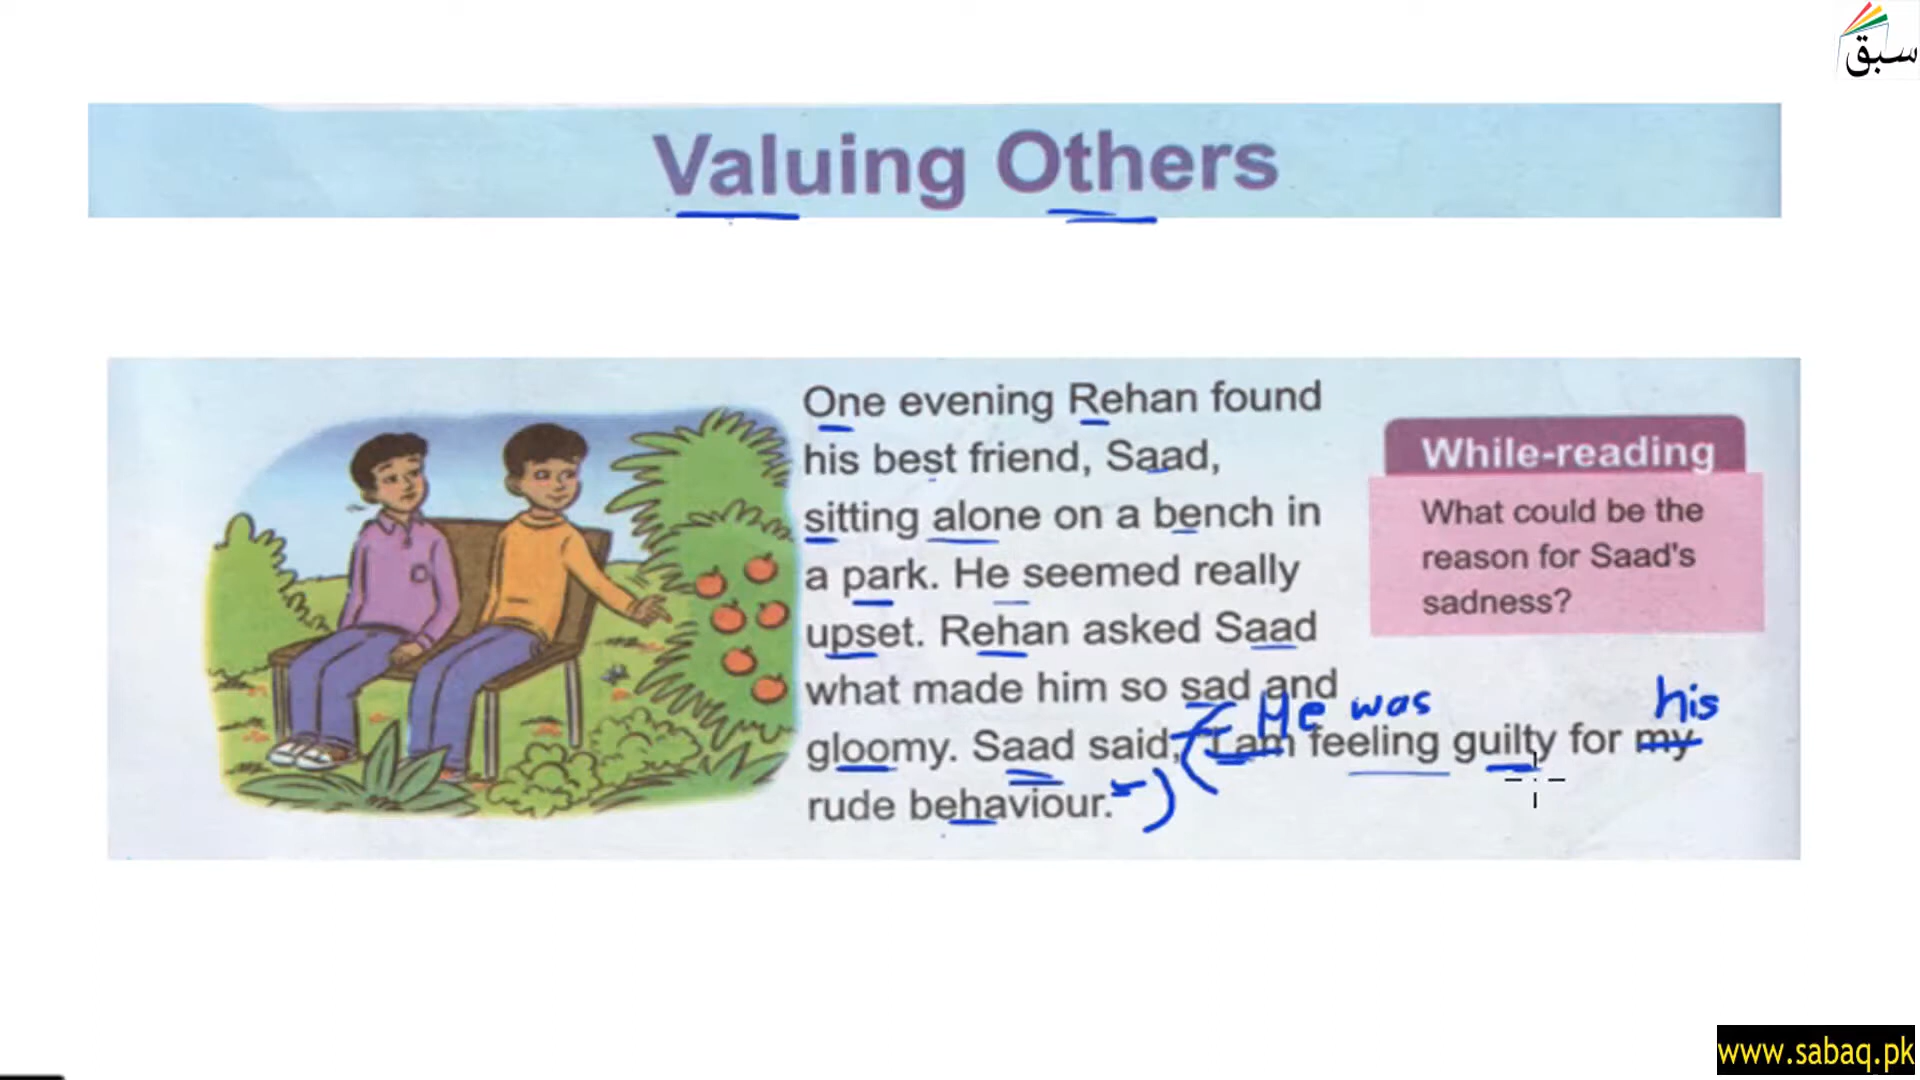 سبق
Valuing Others
One evening Rehan found
his best friend, Saad,
sitting alone on a bench in
a park. He seemed really
upset. Rehan asked Saad
what made him so sad and
gloomy. Saad said, "I am feeling guilty for my
rude behaviour."
He was
his
While-reading
What could be the
reason for Saad's
sadness?
www.sabaq.pk